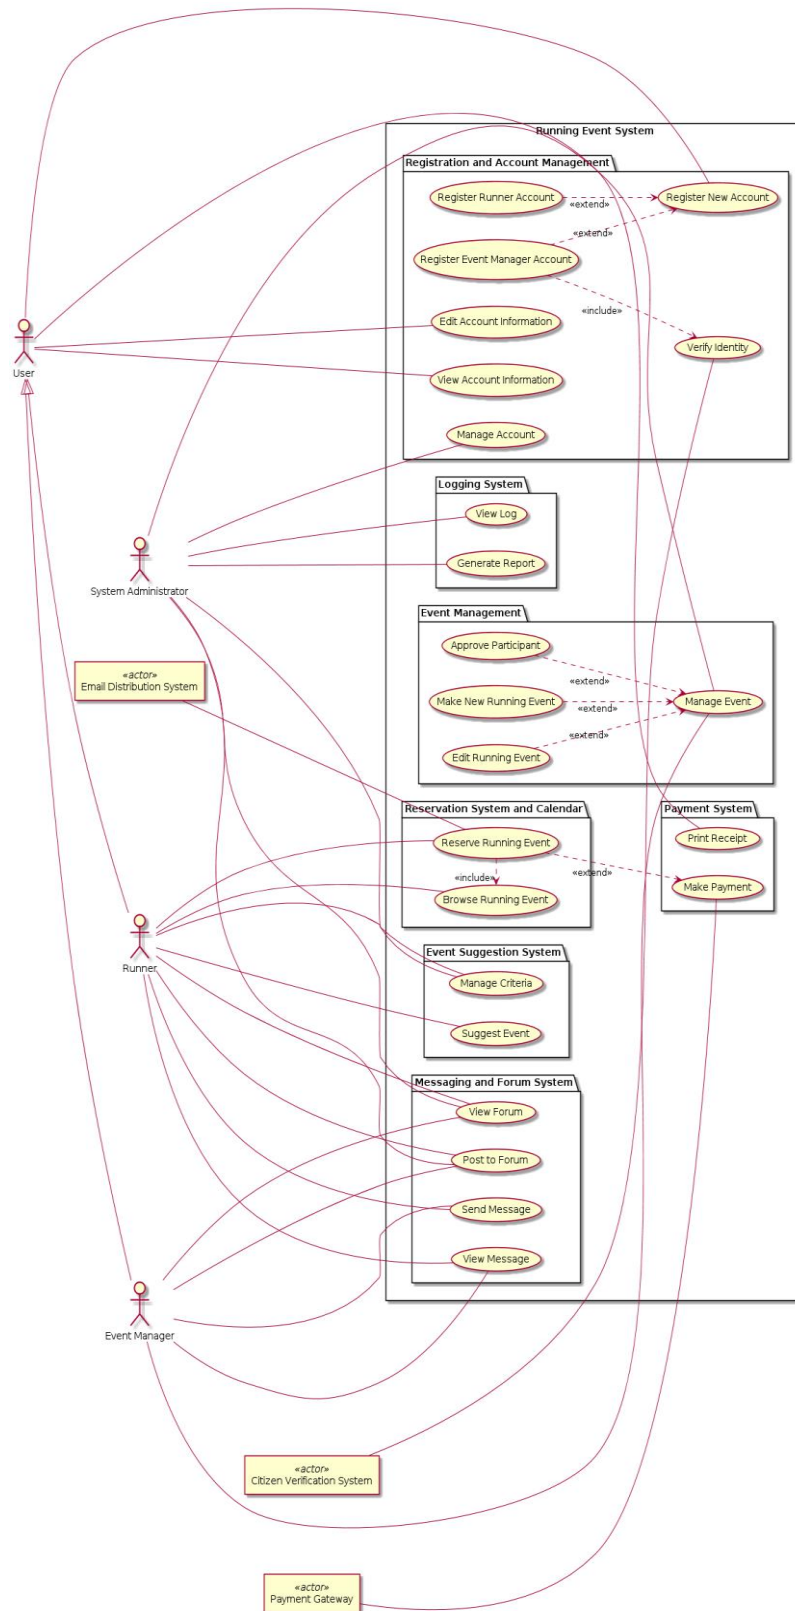 Running Event System
Registration and Account Management
Register Runner Account
«extend»
Register New Account
Register Event Manager Account
«extend»
«include»
Verify Identity
Edit Account Information
User
View Account Information
Manage Account
Logging System
View Log
Generate Report
System Administrator
Event Management
Approve Participant
«extend»
Make New Running Event
«extend»
Manage Event
Edit Running Event
«extend»
«actor»
Email Distribution System
Reservation System and Calendar
Reserve Running Event
«include»
«extend»
Browse Running Event
Payment System
Print Receipt
Make Payment
Runner
Event Suggestion System
Manage Criteria
Suggest Event
Messaging and Forum System
View Forum
Post to Forum
Send Message
View Message
Event Manager
«actor»
Citizen Verification System
«actor»
Payment Gateway